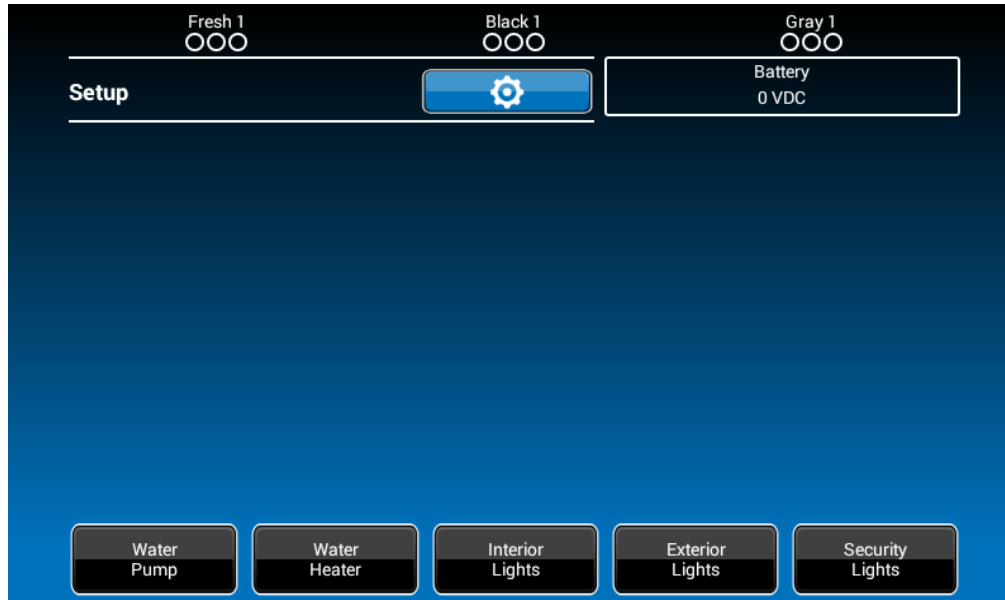 Fresh 1
Black 1
Gray 1
Setup
Battery
0 VDC
Water
Pump
Water
Heater
Interior
Lights
Exterior
Lights
Security
Lights